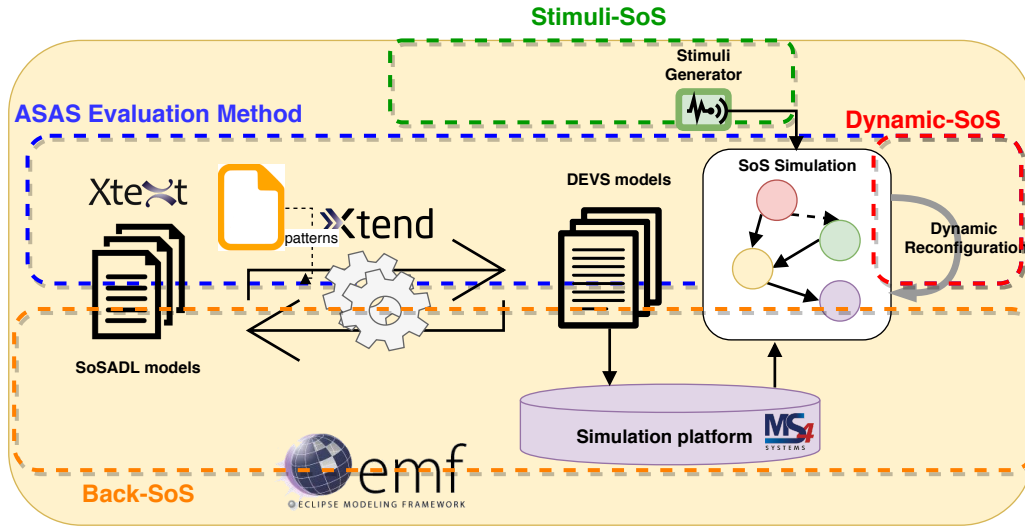 Stimuli-SoS
Stimuli
Generator
ASAS Evaluation Method
Dynamic-SoS
SoS Simulation
DEVS models
Xtext
Xtend
patterns
Dynamic
Reconfiguration
SoSADL models
Simulation platform
MS4
SYSTEMS
Back-SoS
emf
ECLIPSE MODELING FRAMEWORK